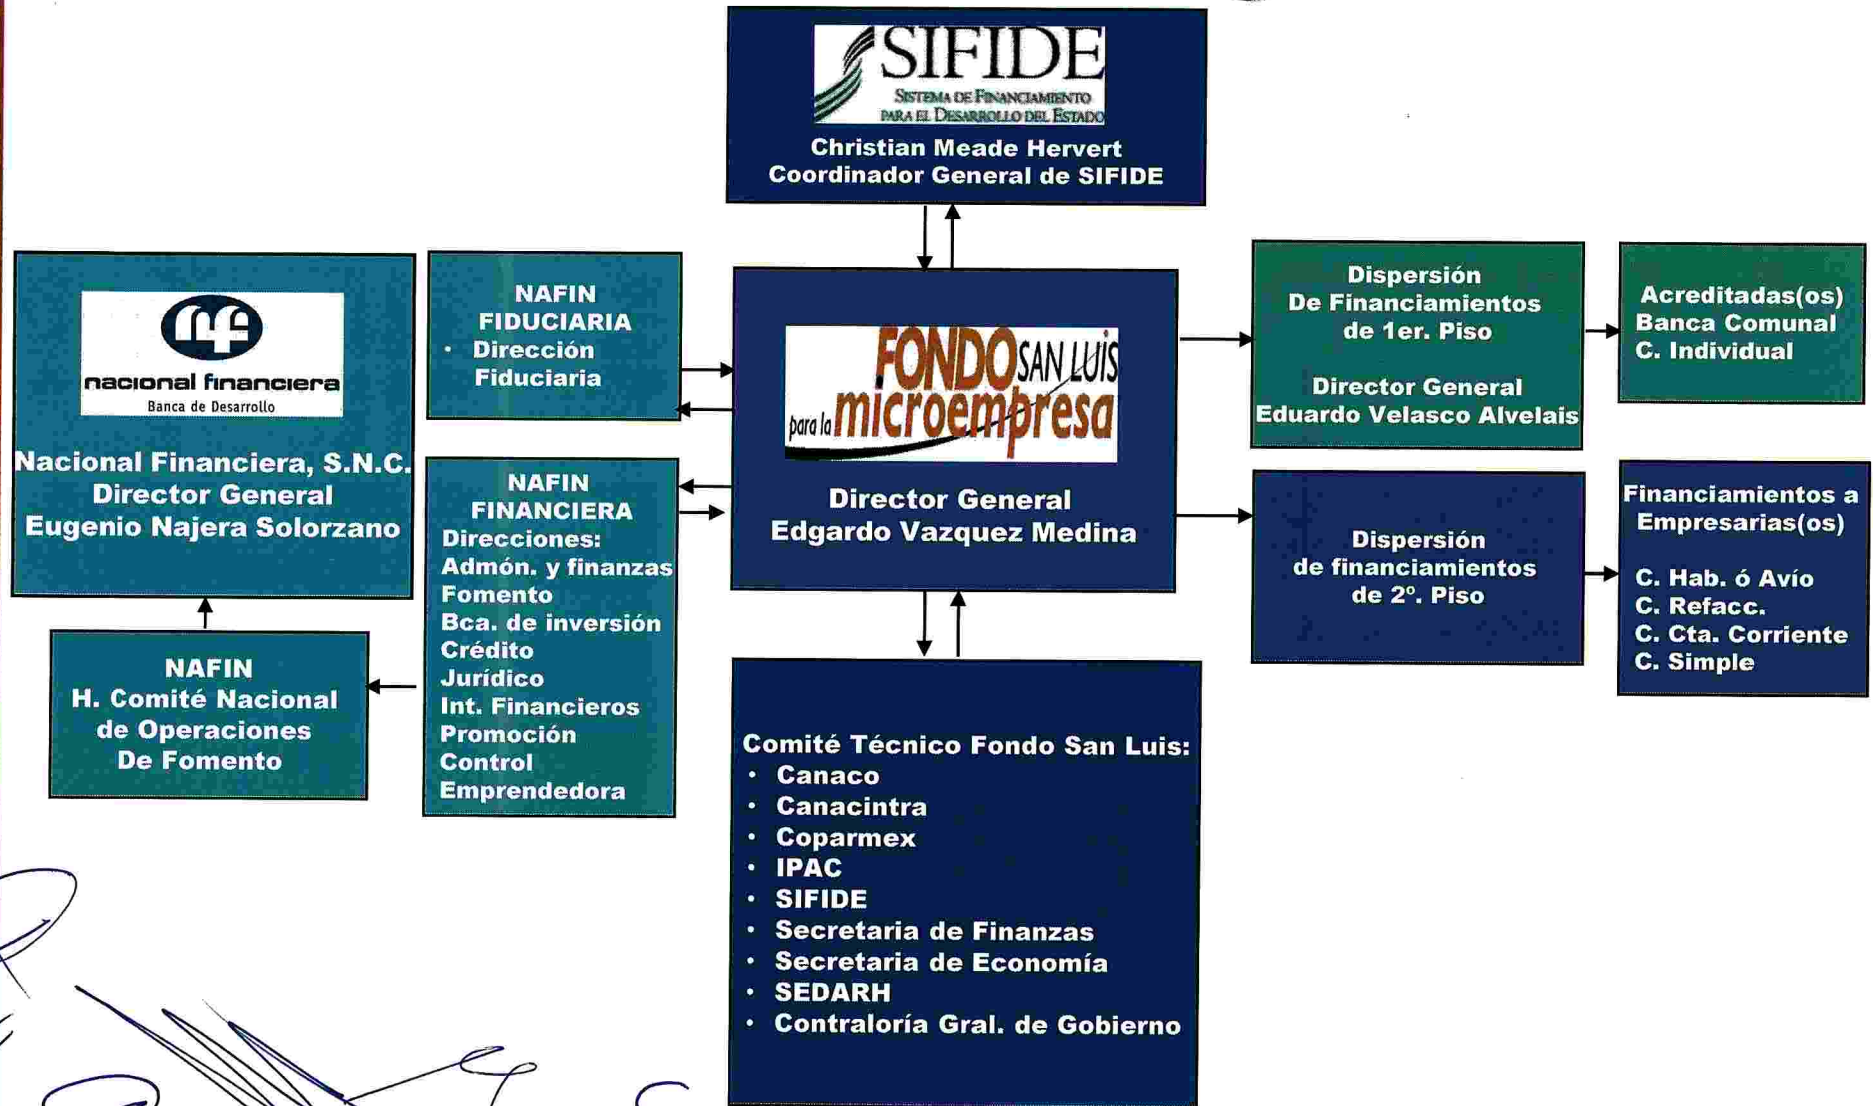 SIFIDE
SISTEMA DE FINANCIAMIENTO
PARA EL DESARROLLO DEL ESTADO
Christian Meade Hervert
Coordinador General de SIFIDE
nacional financiera
Banca de Desarrollo
Nacional Financiera, S.N.C.
Director General
Eugenio Najera Solorzano
NAFIN
FIDUCIARIA
• Dirección
Fiduciaria
FONDO SAN LUIS
para la microempresa
Director General
Edgardo Vazquez Medina
Dispersión
De Financiamientos
de 1er. Piso
Director General
Eduardo Velasco Alvelais
Acreditadas(os)
Banca Comunal
C. Individual
NAFIN
FINANCIERA
Direcciones:
Admón. y finanzas
Fomento
Bca. de inversión
Crédito
Jurídico
Int. Financieros
Promoción
Control
Emprendedora
NAFIN
H. Comité Nacional
de Operaciones
De Fomento
Dispersión
de financiamientos
de 2º. Piso
Financiamientos a
Empresarias(os)
C. Hab. ó Avío
C. Refacc.
C. Cta. Corriente
C. Simple
Comité Técnico Fondo San Luis:
• Canaco
• Canacintra
• Coparmex
• IPAC
• SIFIDE
• Secretaria de Finanzas
• Secretaria de Economía
• SEDARH
• Contraloría Gral. de Gobierno